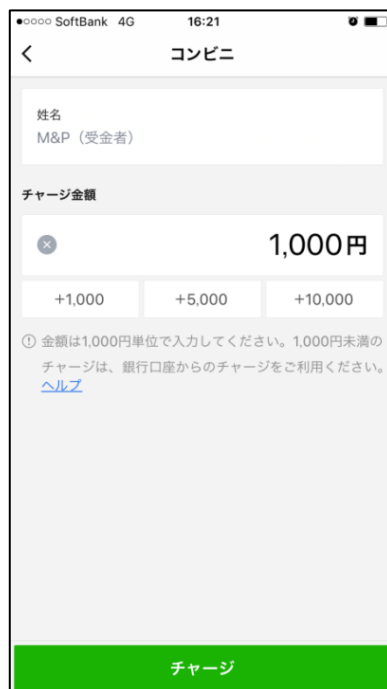 SoftBank 4G 16:21
コンビニ
姓名
M&P（受金者）
チャージ金額
1,000円
+1,000 +5,000 +10,000
金額は1,000円単位で入力してください。1,000円未満の
チャージは、銀行口座からのチャージをご利用ください。
ヘルプ
チャージ